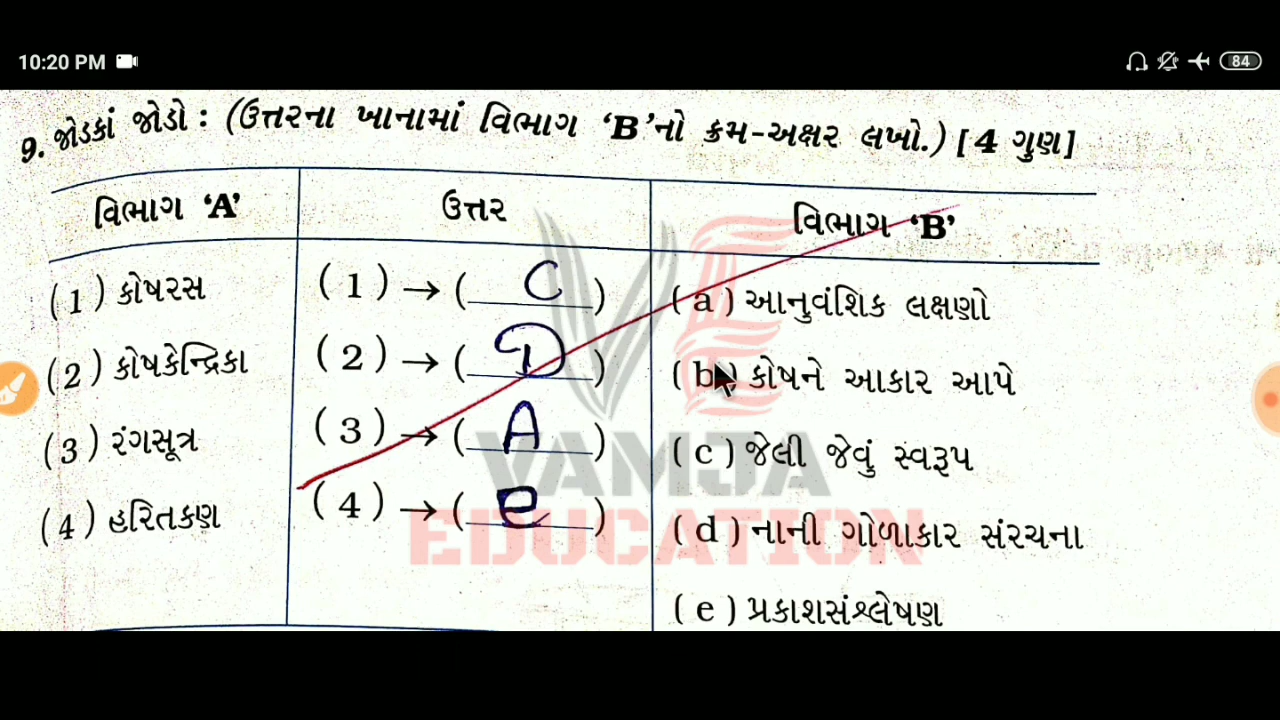 10:20 PM 84
9. જોડકાં જોડો : (ઉત્તરના ખાનામાં વિભાગ ‘B’નો ક્રમ-અક્ષર લખો.) [4 ગુણ]
વિભાગ ‘A’ ઉત્તર વિભાગ ‘B’
(1) કોષરસ (1) → ( C ) (a) આનુવંશિક લક્ષણો
(2) કોષકેન્દ્રિકા (2) → ( D ) (b) કોષને આકાર આપે
(3) રંગસૂત્ર (3) → ( A ) (c) જેલી જેવું સ્વરૂપ
(4) હરિતકણ (4) → ( e ) (d) નાની ગોળાકાર સંરચના
(e) પ્રકાશસંશ્લેષણ
VAMJA
EDUCATION